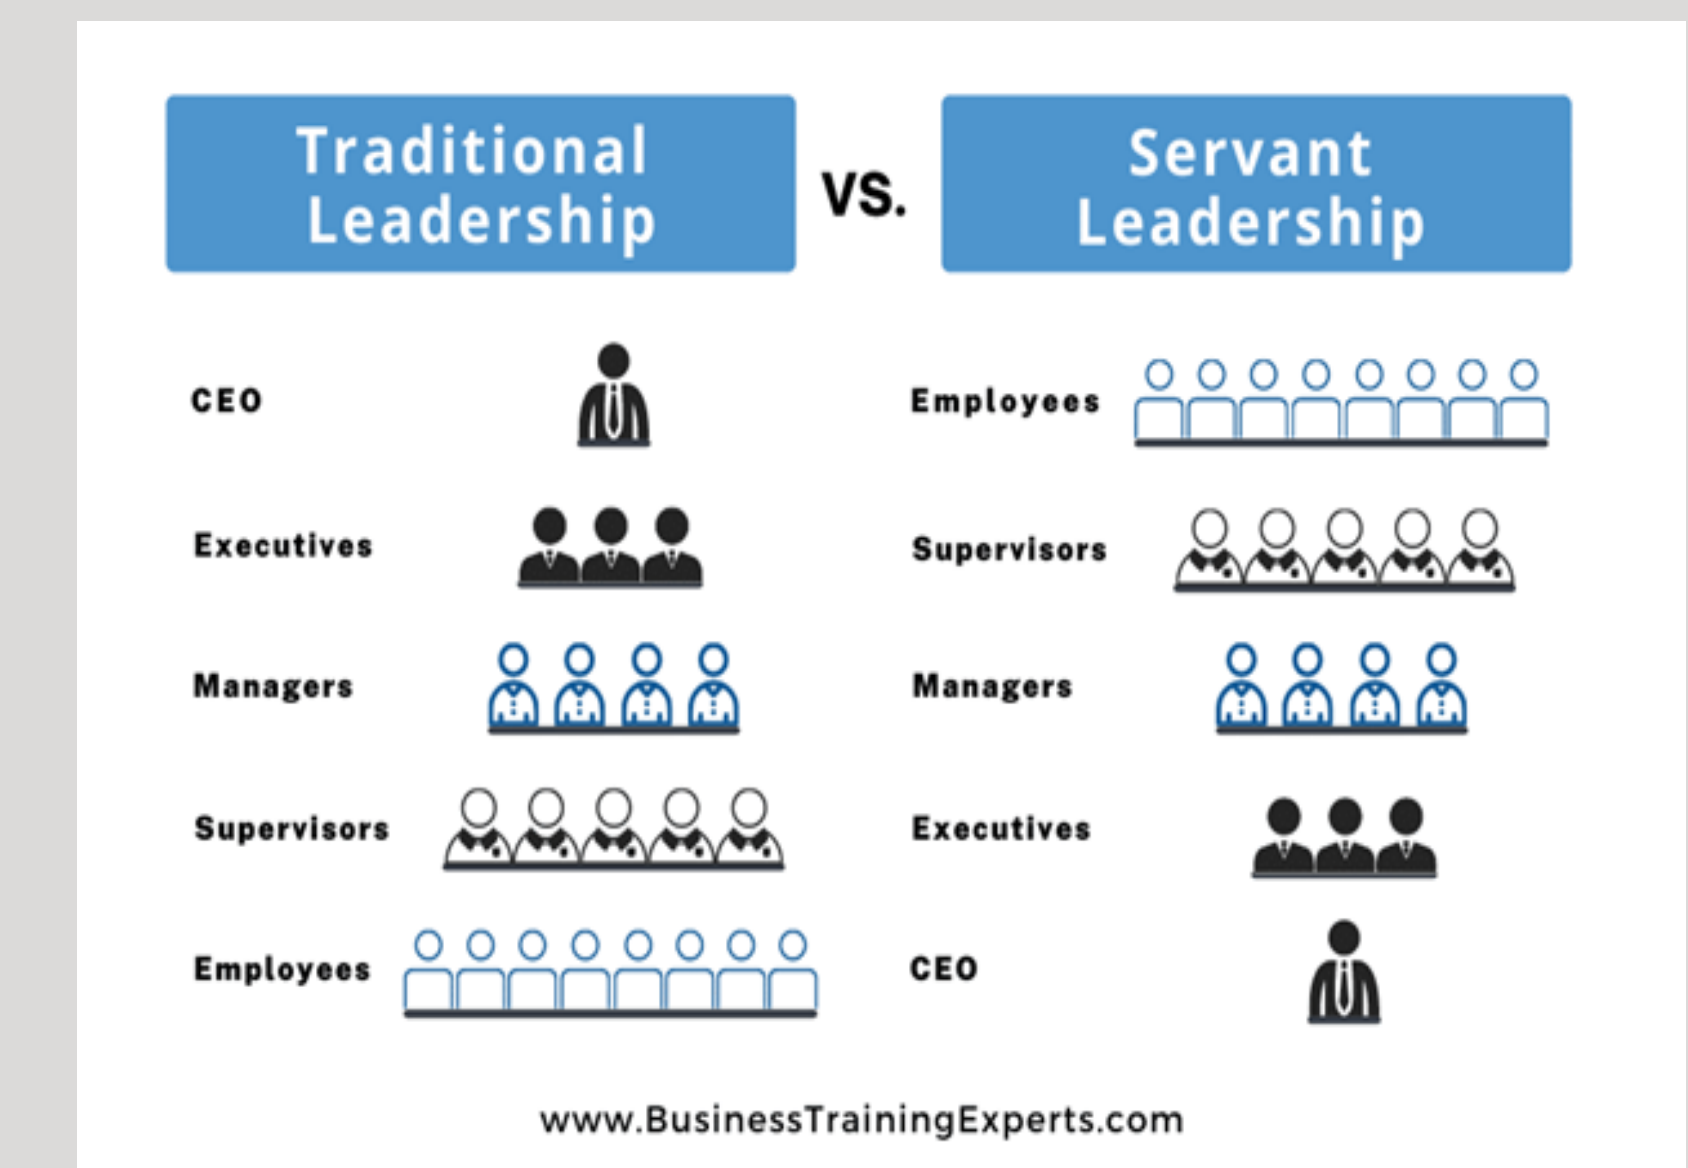 Traditional
Leadership
VS.
Servant
Leadership
CEO
Executives
Managers
Supervisors
Employees
Employees
Supervisors
Managers
Executives
CEO
www.BusinessTrainingExperts.com